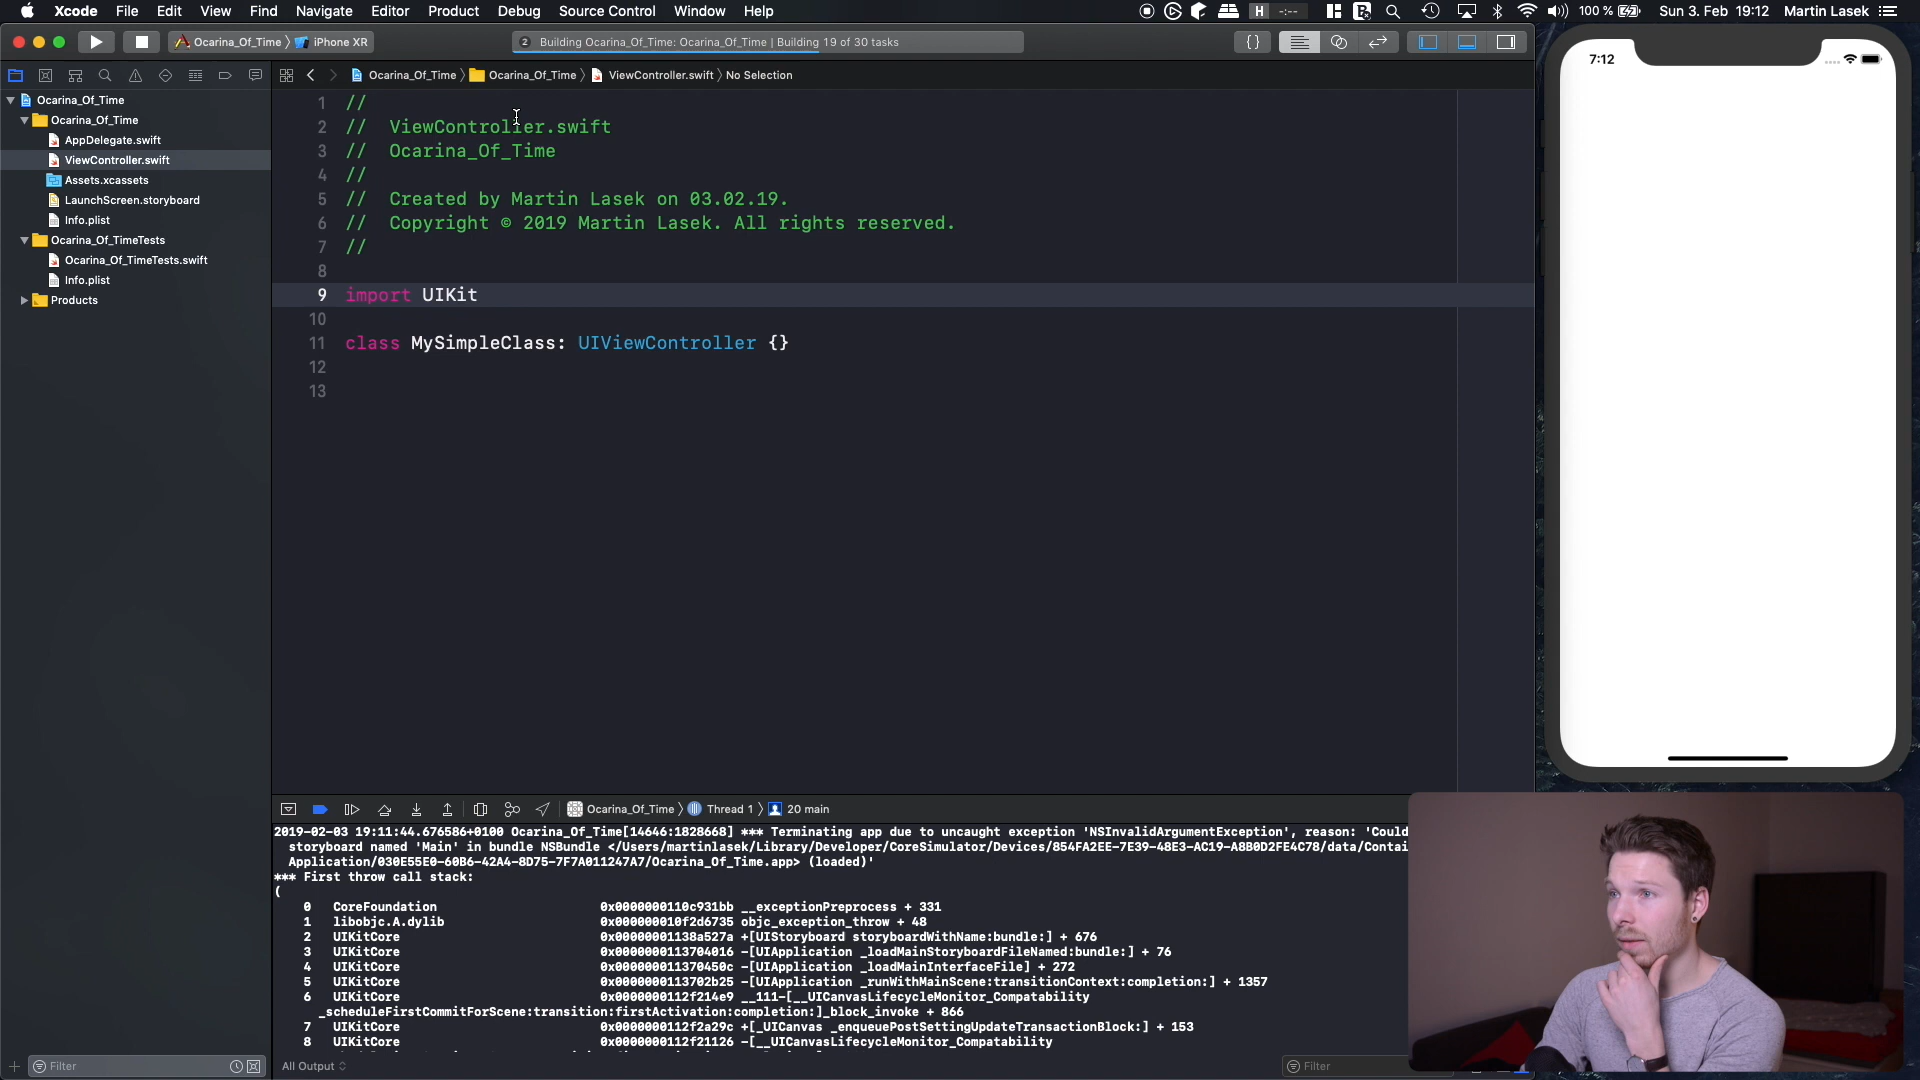 Xcode File Edit View Find Navigate Editor Product Debug Source Control Window Help
H -:-- 100 % Sun 3. Feb 19:12 Martin Lasek
Ocarina_Of_Time iPhone XR
2 Building Ocarina_Of_Time: Ocarina_Of_Time | Building 19 of 30 tasks
{}
Ocarina_Of_Time Ocarina_Of_Time ViewController.swift No Selection
Ocarina_Of_Time
Ocarina_Of_Time
AppDelegate.swift
ViewController.swift
Assets.xcassets
LaunchScreen.storyboard
Info.plist
Ocarina_Of_TimeTests
Ocarina_Of_TimeTests.swift
Info.plist
Products
Filter
1 //
2 // ViewController.swift
3 // Ocarina_Of_Time
4 //
5 // Created by Martin Lasek on 03.02.19.
6 // Copyright © 2019 Martin Lasek. All rights reserved.
7 //
8
9 import UIKit
10
11 class MySimpleClass: UIViewController {}
12
13
Ocarina_Of_Time Thread 1 20 main
2019-02-03 19:11:44.676586+0100 Ocarina_Of_Time[14646:1828668] *** Terminating app due to uncaught exception 'NSInvalidArgumentException', reason: 'Could
storyboard named 'Main' in bundle NSBundle </Users/martinlasek/Library/Developer/CoreSimulator/Devices/854FA2EE-7E39-48E3-AC19-A8B0D2FE4C78/data/Contai
Application/030E55E0-60B6-42A4-8D75-7F7A011247A7/Ocarina_Of_Time.app> (loaded)'
*** First throw call stack:
(
0 CoreFoundation 0x0000000110c931bb __exceptionPreprocess + 331
1 libobjc.A.dylib 0x000000010f2d6735 objc_exception_throw + 48
2 UIKitCore 0x00000001138a527a +[UIStoryboard storyboardWithName:bundle:] + 676
3 UIKitCore 0x0000000113704016 -[UIApplication _loadMainStoryboardFileNamed:bundle:] + 76
4 UIKitCore 0x000000011370450c -[UIApplication _loadMainInterfaceFile] + 272
5 UIKitCore 0x0000000113702b25 -[UIApplication _runWithMainScene:transitionContext:completion:] + 1357
6 UIKitCore 0x0000000112f214e9 __111-[__UICanvasLifecycleMonitor_Compatability
_scheduleFirstCommitForScene:transition:firstActivation:completion:]_block_invoke + 866
7 UIKitCore 0x0000000112f2a29c +[_UICanvas _enqueuePostSettingUpdateTransactionBlock:] + 153
8 UIKitCore 0x0000000112f21126 -[__UICanvasLifecycleMonitor_Compatability
All Output
Filter
7:12